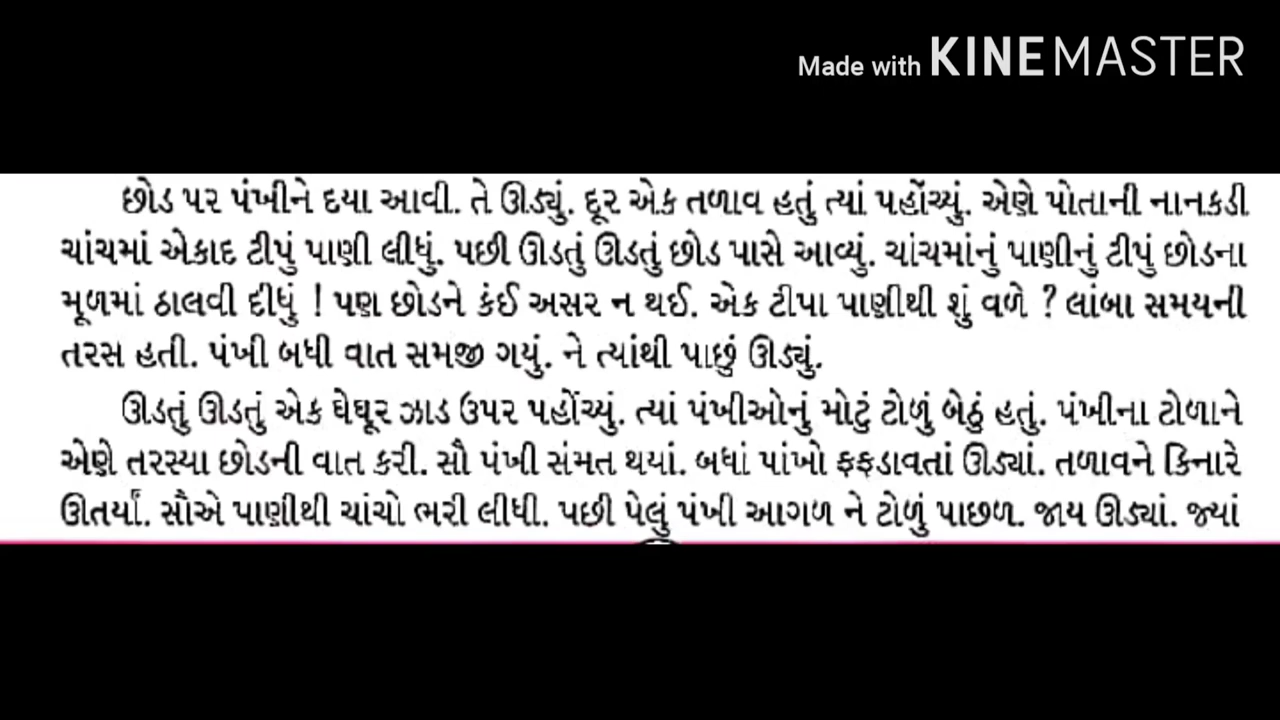 Made with KINEMASTER
છોડ પર પંખીને દયા આવી. તે ઊડ્યું. દૂર એક તળાવ હતું ત્યાં પહોંચ્યું. એણે પોતાની નાનકડી
ચાંચમાં એકાદ ટીપું પાણી લીધું. પછી ઊડતું ઊડતું છોડ પાસે આવ્યું. ચાંચમાંનું પાણીનું ટીપું છોડના
મૂળમાં ઠાલવી દીધું ! પણ છોડને કંઈ અસર ન થઈ. એક ટીપા પાણીથી શું વળે ? લાંબા સમયની
તરસ હતી. પંખી બધી વાત સમજી ગયું. ને ત્યાંથી પાછું ઊડ્યું.
ઊડતું ઊડતું એક ઘેઘૂર ઝાડ ઉપર પહોંચ્યું. ત્યાં પંખીઓનું મોટું ટોળું બેઠું હતું. પંખીના ટોળાને
એણે તરસ્યા છોડની વાત કરી. સૌ પંખી સંમત થયાં. બધાં પાંખો ફફડાવતાં ઊડ્યાં. તળાવને કિનારે
ઊતર્યાં. સૌએ પાણીથી ચાંચો ભરી લીધી. પછી પેલું પંખી આગળ ને ટોળું પાછળ. જાય ઊડ્યાં. જ્યાં